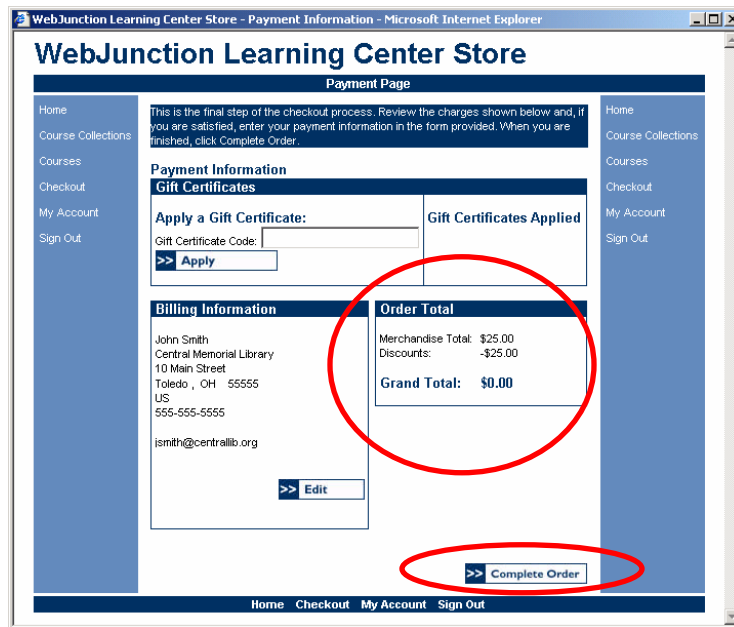 WebJunction Learning Center Store - Payment Information - Microsoft Internet Explorer
WebJunction Learning Center Store
Payment Page
Home
Course Collections
Courses
Checkout
My Account
Sign Out
This is the final step of the checkout process. Review the charges shown below and, if
you are satisfied, enter your payment information in the form provided. When you are
finished, click Complete Order.
Payment Information
Gift Certificates
Apply a Gift Certificate:
Gift Certificate Code:
>> Apply
Gift Certificates Applied
Billing Information
John Smith
Central Memorial Library
10 Main Street
Toledo , OH 55555
US
555-555-5555
jsmith@centrallib.org
>> Edit
Order Total
Merchandise Total: $25.00
Discounts: -$25.00
Grand Total: $0.00
>> Complete Order
Home
Course Collections
Courses
Checkout
My Account
Sign Out
Home Checkout My Account Sign Out